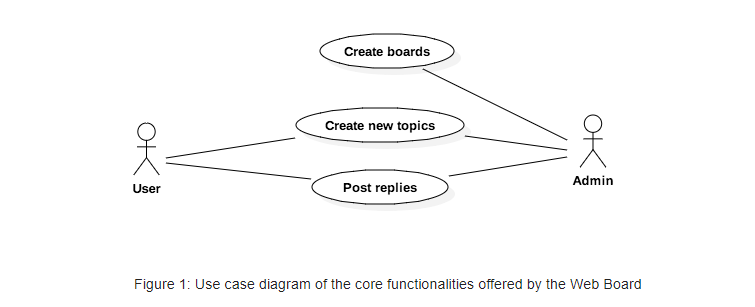 Create boards
Create new topics
Post replies
User
Admin
Figure 1: Use case diagram of the core functionalities offered by the Web Board